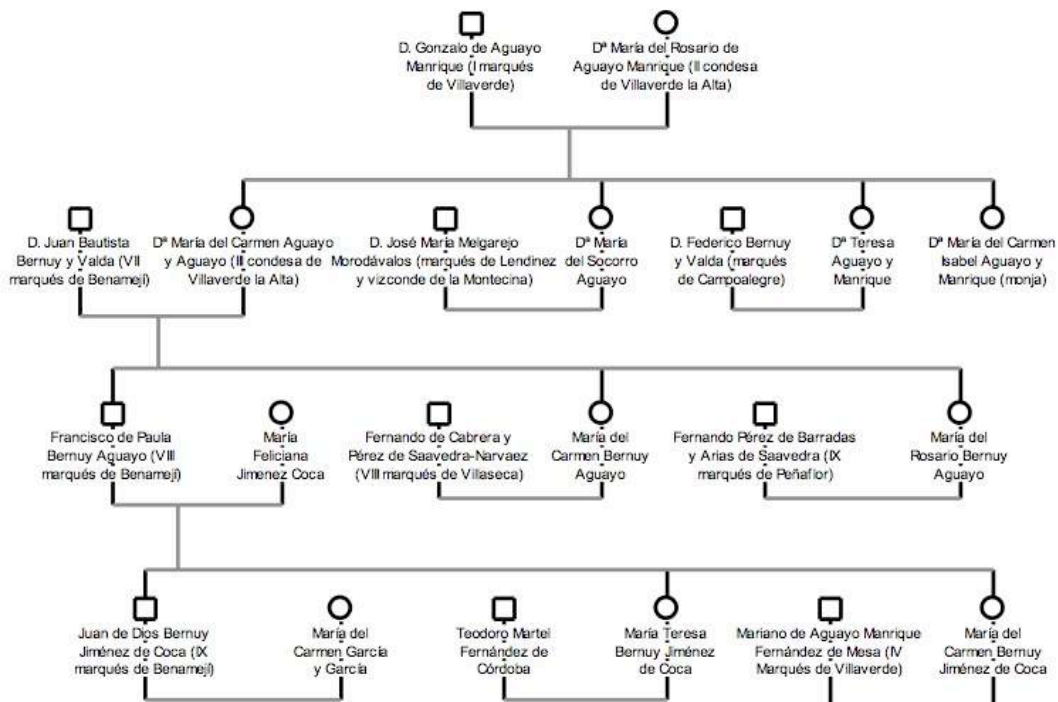 D. Gonzalo de Aguayo
Manrique (I marqués
de Villaverde)
Dª María del Rosario de
Aguayo Manrique (II condesa
de Villaverde la Alta)
D. Juan Bautista
Bernuy y Valda (VII
marqués de Benamejí)
Dª María del Carmen Aguayo
y Aguayo (III condesa de
Villaverde la Alta)
D. José María Melgarejo
Morodávalos (marqués de Lendinez
y vizconde de la Montecina)
Dª María
del Socorro
Aguayo
D. Federico Bernuy
y Valda (marqués
de Campoalegre)
Dª Teresa
Aguayo y
Manrique
Dª María del Carmen
Isabel Aguayo y
Manrique (monja)
Francisco de Paula
Bernuy Aguayo (VIII
marqués de Benamejí)
María
Feliciana
Jimenez Coca
Fernando de Cabrera y
Pérez de Saavedra-Narvaez
(VIII marqués de Villaseca)
María del
Carmen Bernuy
Aguayo
Fernando Pérez de Barradas
y Arias de Saavedra (IX
marqués de Peñaflor)
María del
Rosario Bernuy
Aguayo
Juan de Dios Bernuy
Jiménez de Coca (IX
marqués de Benamejí)
María del
Carmen García
y García
Teodoro Martel
Fernández de
Córdoba
María Teresa
Bernuy Jiménez
de Coca
Mariano de Aguayo Manrique
Fernández de Mesa (IV
Marqués de Villaverde)
María del
Carmen Bernuy
Jiménez de Coca